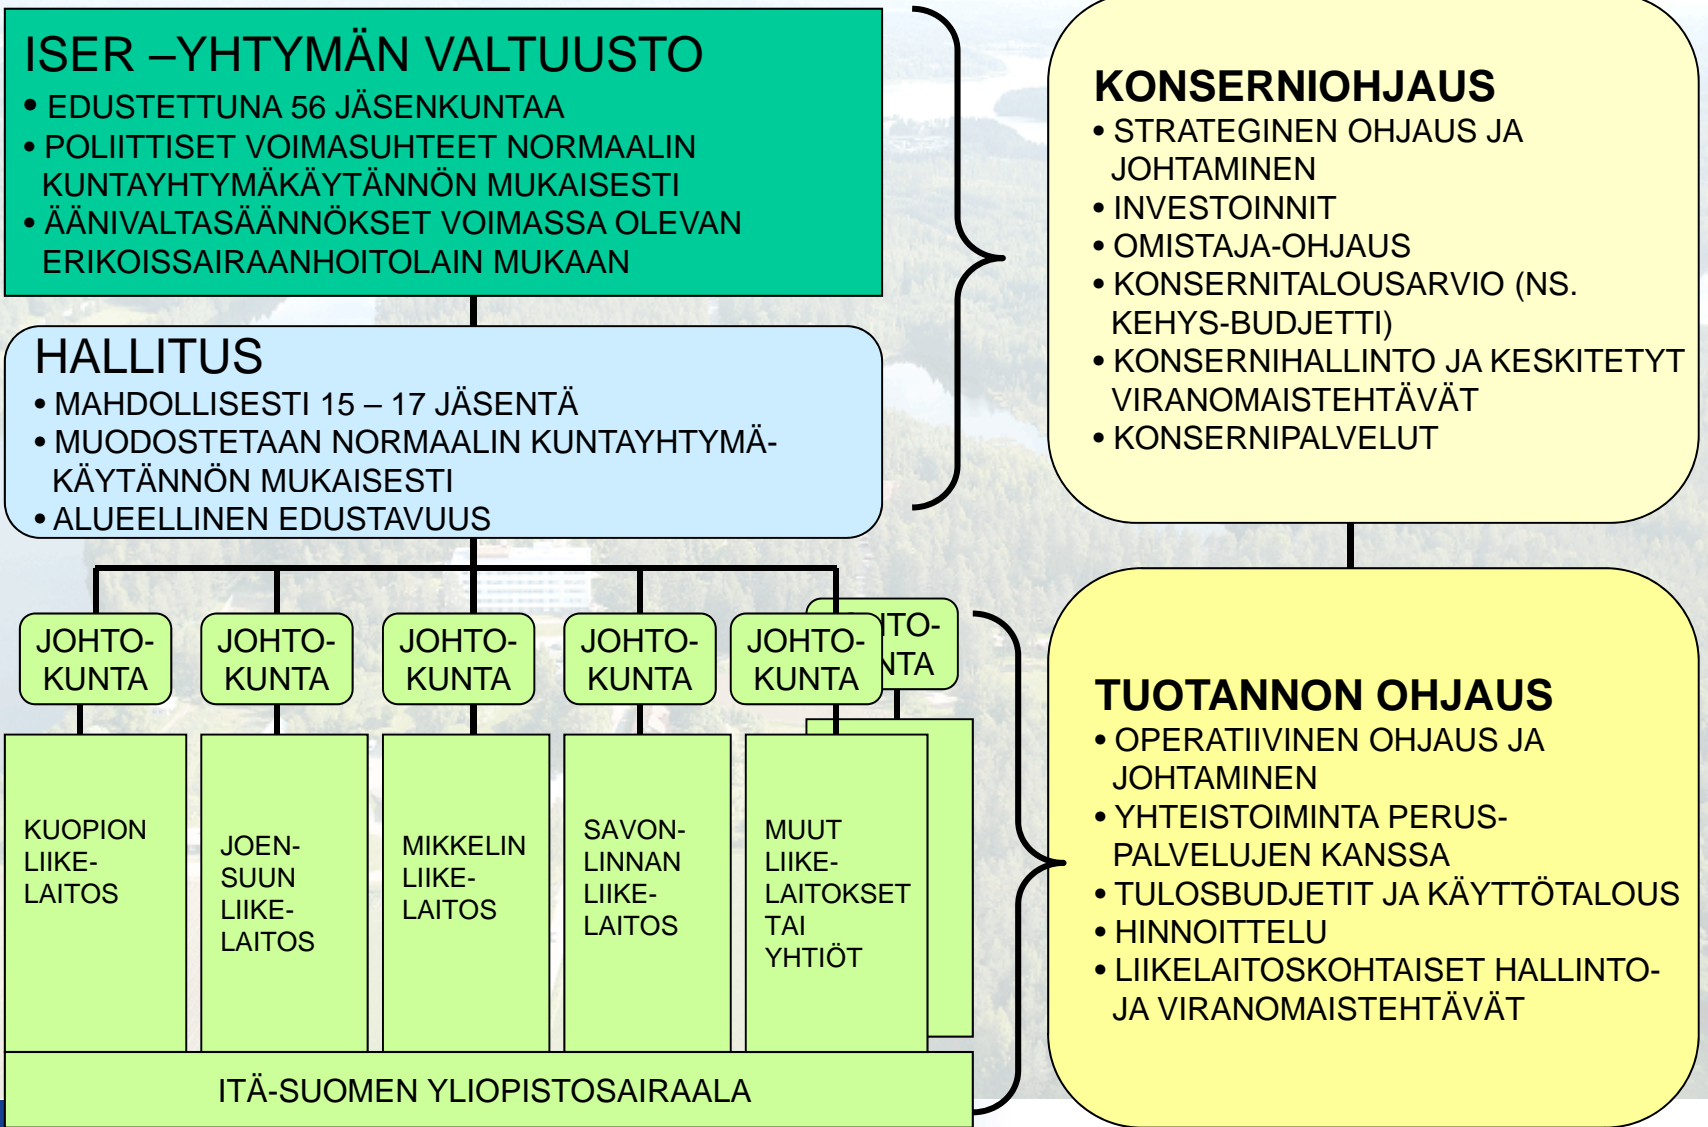 ISER –YHTYMÄN VALTUUSTO
• EDUSTETTUNA 56 JÄSENKUNTAA
• POLIITTISET VOIMASUHTEET NORMAALIN
KUNTAYHTYMÄKÄYTÄNNÖN MUKAISESTI
• ÄÄNIVALTASÄÄNNÖKSET VOIMASSA OLEVAN
ERIKOISSAIRAANHOITOLAIN MUKAAN
HALLITUS
• MAHDOLLISESTI 15 – 17 JÄSENTÄ
• MUODOSTETAAN NORMAALIN KUNTAYHTYMÄ-
KÄYTÄNNÖN MUKAISESTI
• ALUEELLINEN EDUSTAVUUS
JOHTO-
KUNTA
JOHTO-
KUNTA
JOHTO-
KUNTA
JOHTO-
KUNTA
JOHTO-
KUNTA
KUOPION
LIIKE-
LAITOS
JOEN-
SUUN
LIIKE-
LAITOS
MIKKELIN
LIIKE-
LAITOS
SAVON-
LINNAN
LIIKE-
LAITOS
MUUT
LIIKE-
LAITOKSET
TAI
YHTIÖT
ITÄ-SUOMEN YLIOPISTOSAIRAALA
KONSERNIOHJAUS
• STRATEGINEN OHJAUS JA
JOHTAMINEN
• INVESTOINNIT
• OMISTAJA-OHJAUS
• KONSERNITALOUSARVIO (NS.
KEHYS-BUDJETTI)
• KONSERNIHALLINTO JA KESKITETYT
VIRANOMAISTEHTÄVÄT
• KONSERNIPALVELUT
TUOTANNON OHJAUS
• OPERATIIVINEN OHJAUS JA
JOHTAMINEN
• YHTEISTOIMINTA PERUS-
PALVELUJEN KANSSA
• TULOSBUDJETIT JA KÄYTTÖTALOUS
• HINNOITTELU
• LIIKELAITOSKOHTAISET HALLINTO-
JA VIRANOMAISTEHTÄVÄT